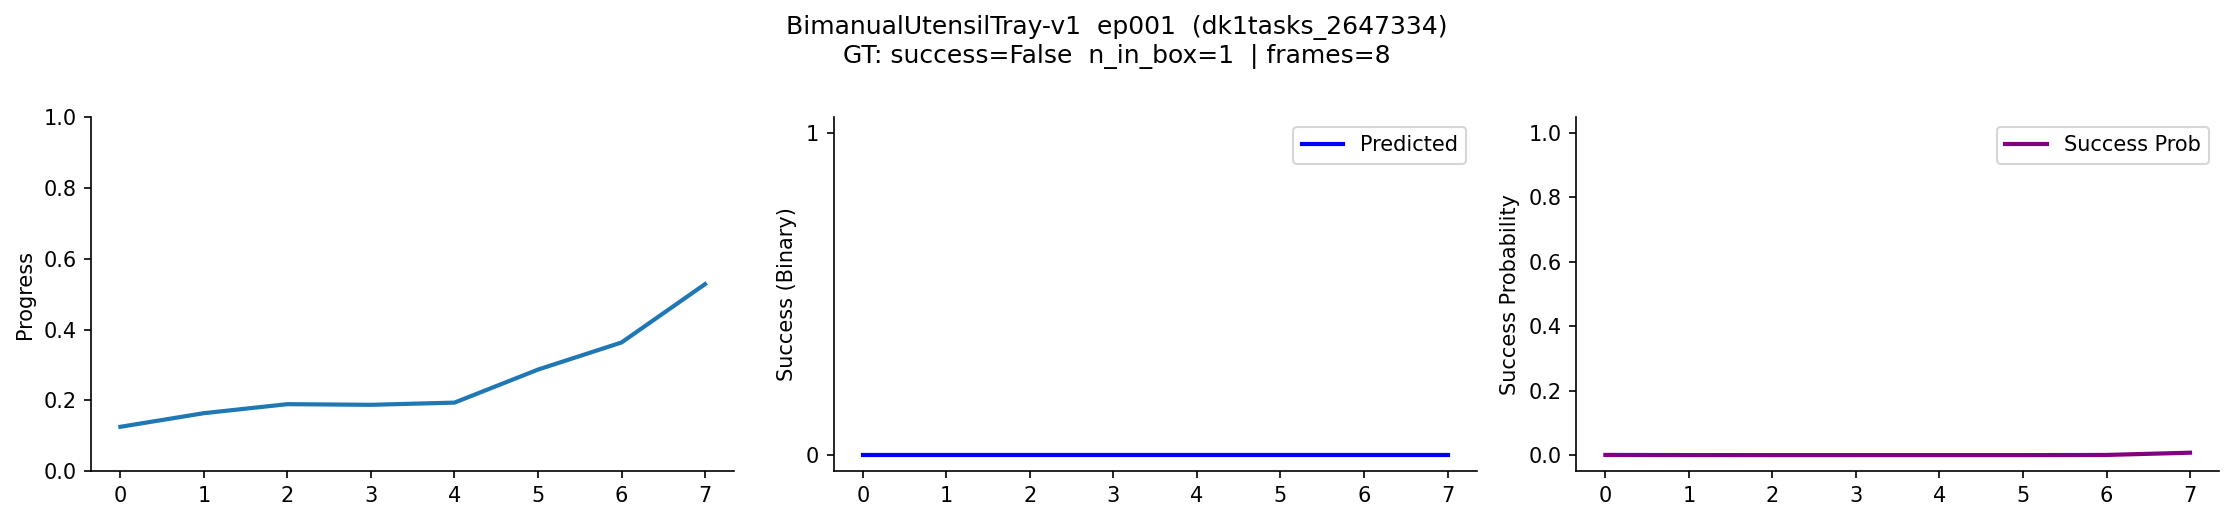 BimanualUtensilTray-v1  ep001  (dk1tasks_2647334)
GT: success=False  n_in_box=1  | frames=8
Progress
1.0
0.8
0.6
0.4
0.2
0.0
0 1 2 3 4 5 6 7
Success (Binary)
1
0
Predicted
0 1 2 3 4 5 6 7
Success Probability
1.0
0.8
0.6
0.4
0.2
0.0
Success Prob
0 1 2 3 4 5 6 7